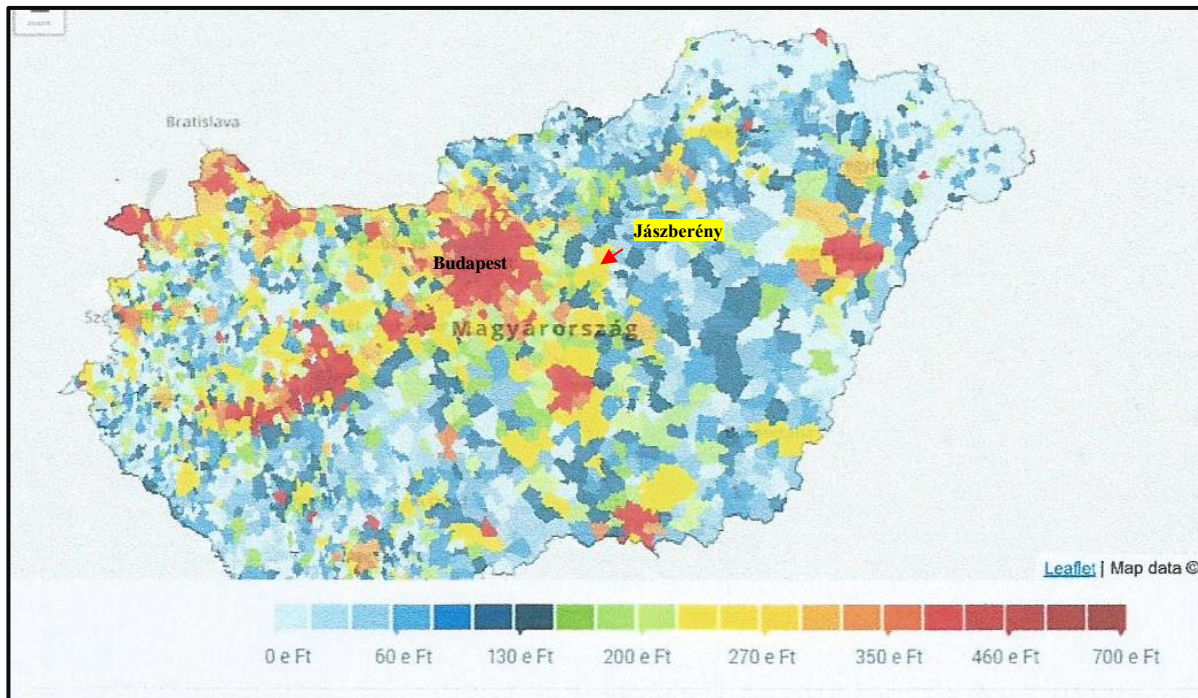 Bratislava
Jászberény
Budapest
Magyarország
Leaflet | Map data ©
0 e Ft 60 e Ft 130 e Ft 200 e Ft 270 e Ft 350 e Ft 460 e Ft 700 e Ft